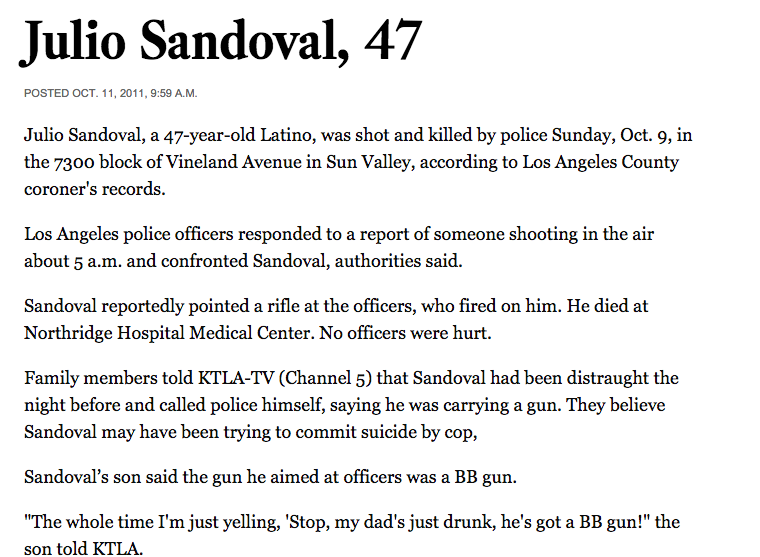 Julio Sandoval, 47
POSTED OCT. 11, 2011, 9:59 A.M.
Julio Sandoval, a 47-year-old Latino, was shot and killed by police Sunday, Oct. 9, in
the 7300 block of Vineland Avenue in Sun Valley, according to Los Angeles County
coroner's records.
Los Angeles police officers responded to a report of someone shooting in the air
about 5 a.m. and confronted Sandoval, authorities said.
Sandoval reportedly pointed a rifle at the officers, who fired on him. He died at
Northridge Hospital Medical Center. No officers were hurt.
Family members told KTLA-TV (Channel 5) that Sandoval had been distraught the
night before and called police himself, saying he was carrying a gun. They believe
Sandoval may have been trying to commit suicide by cop,
Sandoval’s son said the gun he aimed at officers was a BB gun.
"The whole time I'm just yelling, 'Stop, my dad's just drunk, he's got a BB gun!" the
son told KTLA.